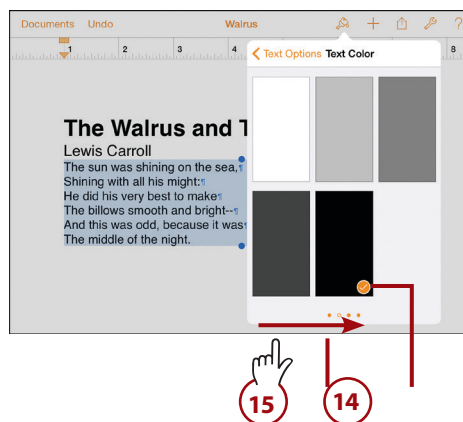 Documents Undo Walrus ?
1 2 3 4 8
Text Options Text Color
The Walrus and T
Lewis Carroll
The sun was shining on the sea,¶
Shining with all his might:¶
He did his very best to make¶
The billows smooth and bright--¶
And this was odd, because it was¶
The middle of the night.
15 14